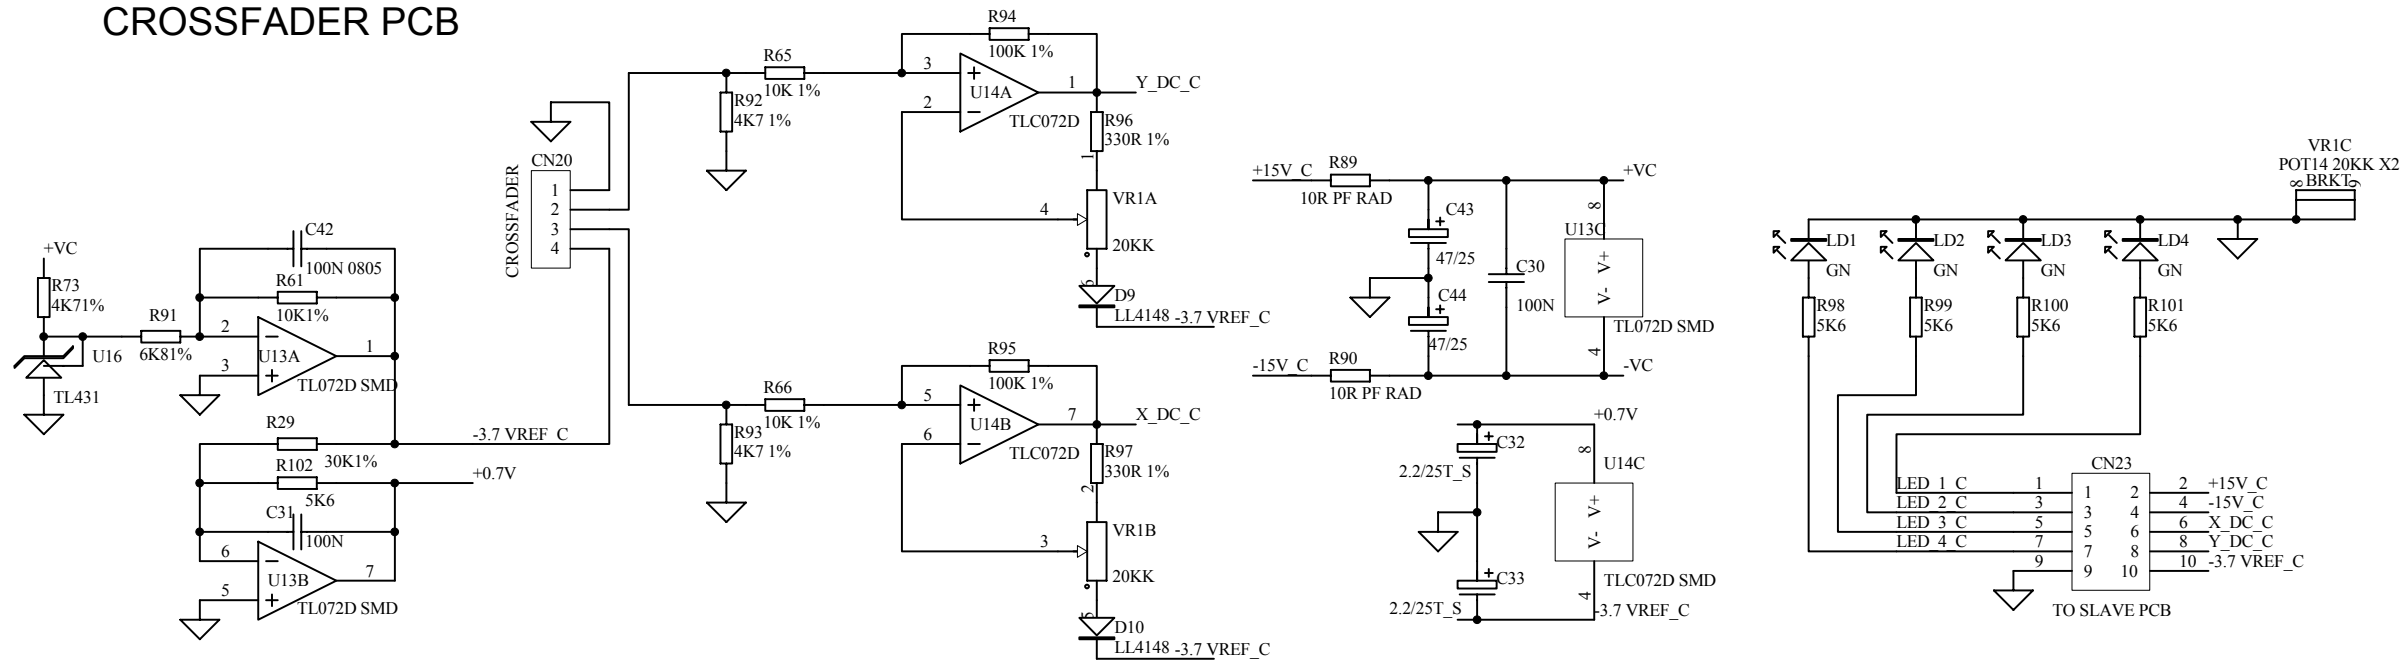 CROSSFADER PCB
+VC
R73
4K71%
U16
TL431
R91
6K81%
C42
100N 0805
R61
10K1%
2
3
1
U13A
TL072D SMD
R29
30K1%
-3.7 VREF_C
R102
5K6
+0.7V
C31
100N
6
5
7
U13B
TL072D SMD
CN20
CROSSFADER
1
2
3
4
R65
10K 1%
R92
4K7 1%
R94
100K 1%
3
2
1
U14A
TLC072D
Y_DC_C
R96
330R 1%
1
4
VR1A
20KK
6
D9
LL4148
-3.7 VREF_C
R66
10K 1%
R93
4K7 1%
R95
100K 1%
5
6
7
U14B
TLC072D
X_DC_C
R97
330R 1%
2
3
VR1B
20KK
D10
LL4148
-3.7 VREF_C
+15V_C
R89
10R PF RAD
+VC
+
C43
47/25
+
C44
47/25
C30
100N
8
U13C
V+
V-
4
TL072D SMD
-15V_C
R90
10R PF RAD
-VC
+0.7V
+
C32
2.2/25T_S
8
U14C
V+
V-
4
TLC072D SMD
+
C33
2.2/25T_S
-3.7 VREF_C
VR1C
POT14 20KK X2
BRKT
8
9
LD1
GN
LD2
GN
LD3
GN
LD4
GN
R98
5K6
R99
5K6
R100
5K6
R101
5K6
CN23
LED_1_C 1 1 2 2 +15V_C
LED_2_C 3 3 4 4 -15V_C
LED_3_C 5 5 6 6 X_DC_C
LED_4_C 7 7 8 8 Y_DC_C
9 9 10 10 -3.7 VREF_C
TO SLAVE PCB